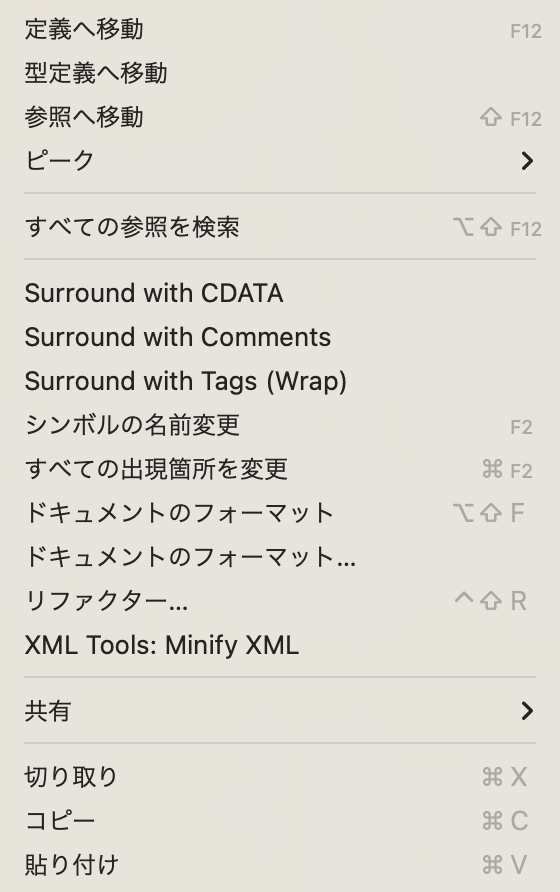 定義へ移動 F12
型定義へ移動
参照へ移動 ⇧ F12
ピーク
すべての参照を検索 ⌥⇧ F12
Surround with CDATA
Surround with Comments
Surround with Tags (Wrap)
シンボルの名前変更 F2
すべての出現箇所を変更 ⌘ F2
ドキュメントのフォーマット ⌥⇧ F
ドキュメントのフォーマット...
リファクター... ^⇧ R
XML Tools: Minify XML
共有
切り取り ⌘ X
コピー ⌘ C
貼り付け ⌘ V